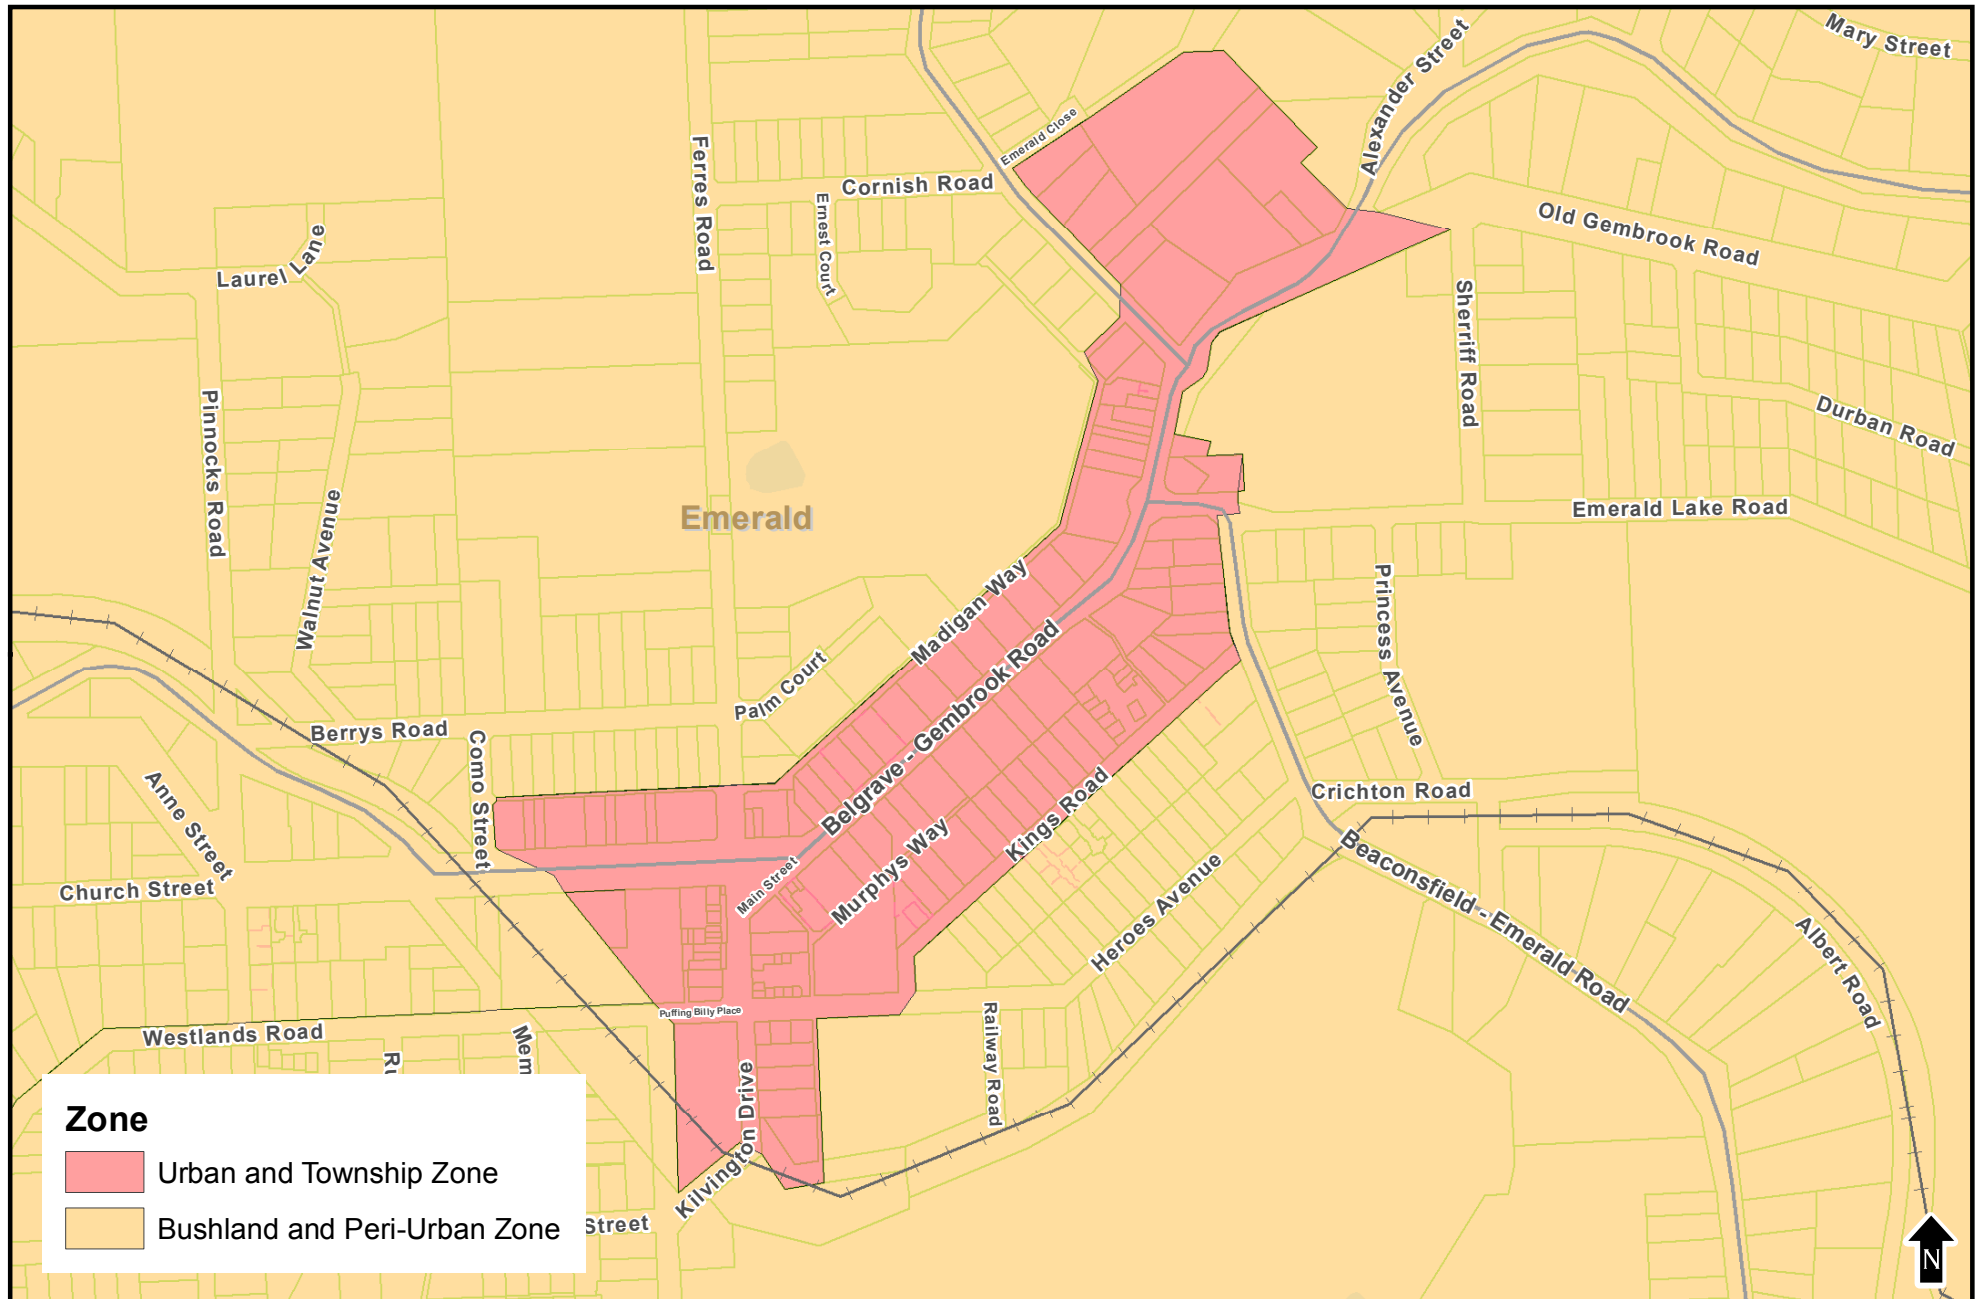 Mary Street
Alexander Street
Emerald Close
Ferres Road
Cornish Road
Ernest Court
Old Gembrook Road
Laurel Lane
Sherriff Road
Pinnocks Road
Durban Road
Walnut Avenue
Emerald
Emerald Lake Road
Madigan Way
Princess Avenue
Belgrave - Gembrook Road
Palm Court
Berrys Road
Como Street
Anne Street
Crichton Road
Kings Road
Murphys Way
Main Street
Church Street
Heroes Avenue
Beaconsfield - Emerald Road
Albert Road
Puffing Billy Place
Westlands Road
Ru
Mem
Railway Road
Kilvington Drive
Street
Zone
Urban and Township Zone
Bushland and Peri-Urban Zone
N